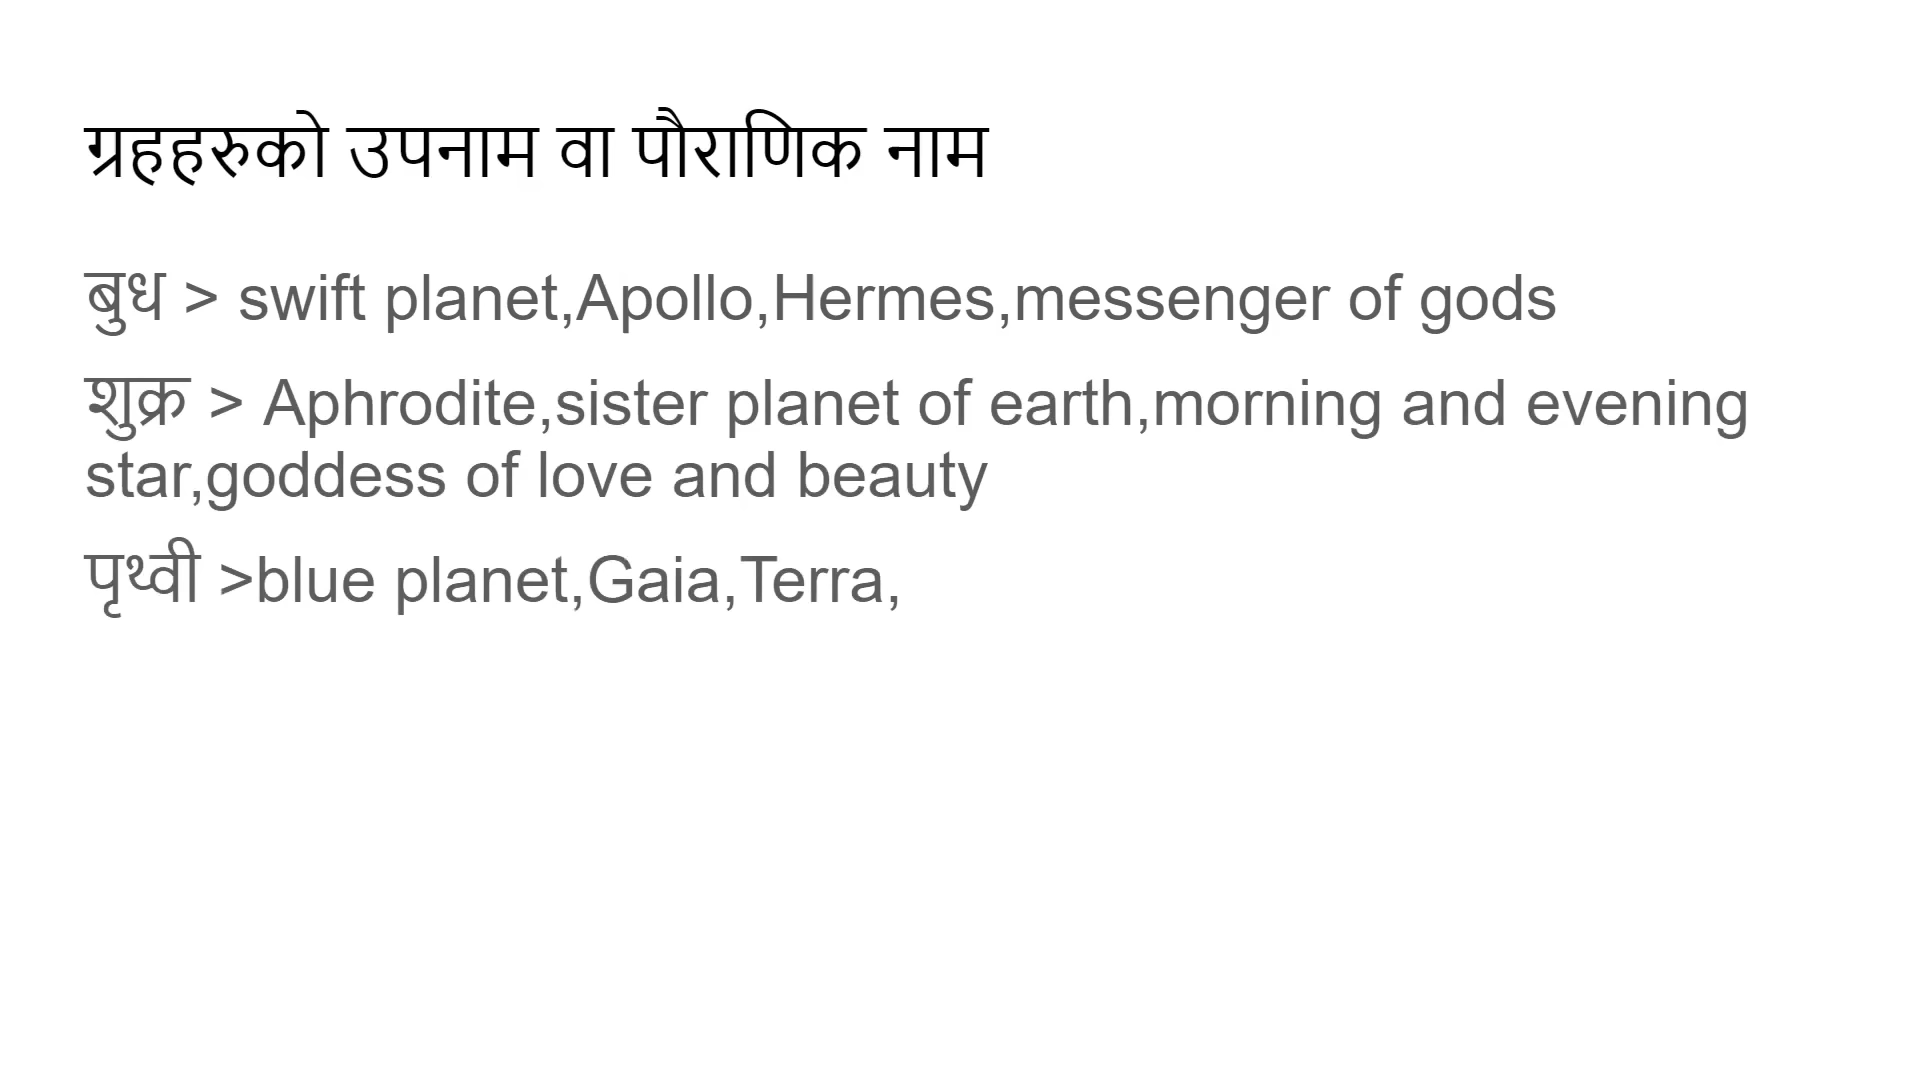 ग्रहहरुको उपनाम वा पौराणिक नाम
बुध > swift planet,Apollo,Hermes,messenger of gods
शुक्र > Aphrodite,sister planet of earth,morning and evening
star,goddess of love and beauty
पृथ्वी >blue planet,Gaia,Terra,